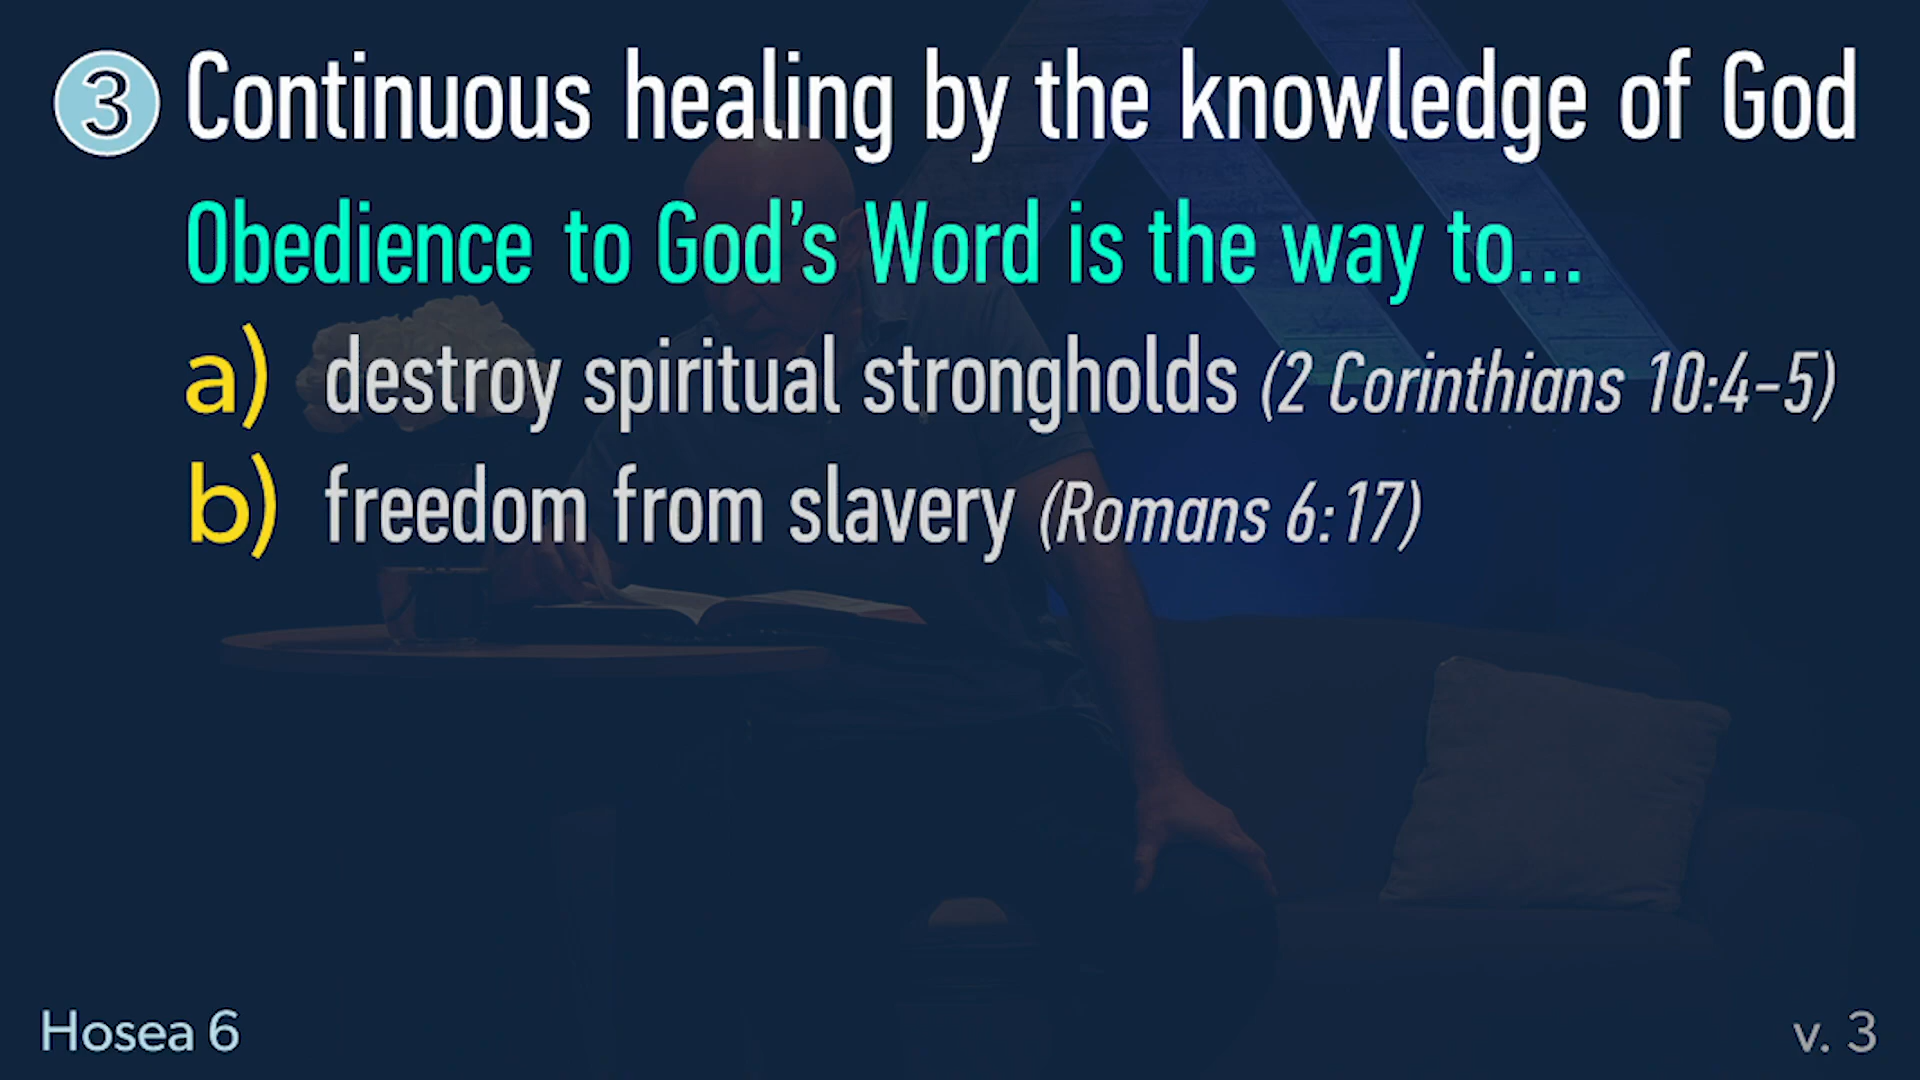 3 Continuous healing by the knowledge of God
Obedience to God's Word is the way to...
a) destroy spiritual strongholds (2 Corinthians 10:4–5)
b) freedom from slavery (Romans 6:17)
Hosea 6
v. 3